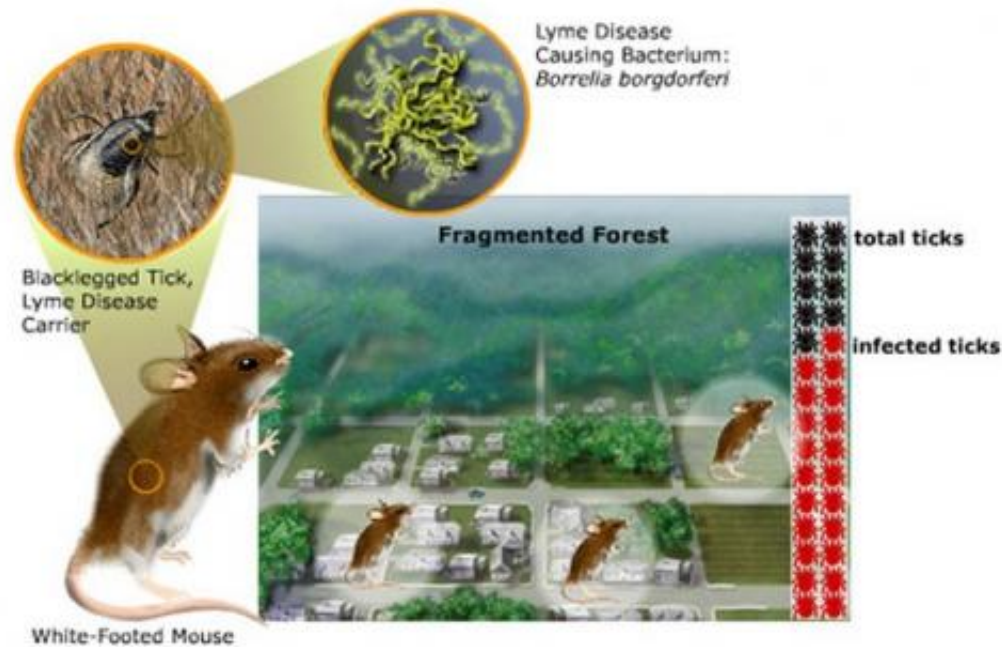 Lyme Disease
Causing Bacterium:
Borrelia borgdorferi
Blacklegged Tick,
Lyme Disease
Carrier
Fragmented Forest
total ticks
infected ticks
White-Footed Mouse